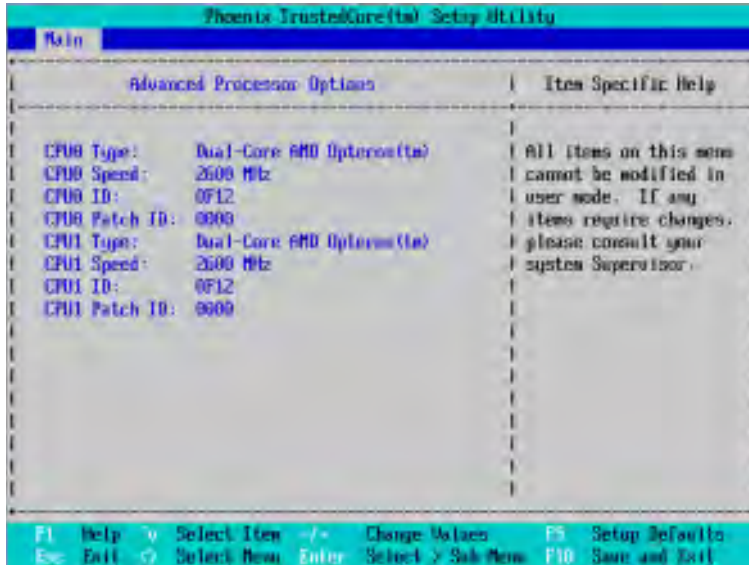 Phoenix TrustedCore(tm) Setup Utility
Main
Advanced Processor Options
Item Specific Help
CPU0 Type: Dual-Core AMD Opteron(tm)
CPU0 Speed: 2600 MHz
CPU0 ID: 0F12
CPU0 Patch ID: 0000
CPU1 Type: Dual-Core AMD Opteron(tm)
CPU1 Speed: 2600 MHz
CPU1 ID: 0F12
CPU1 Patch ID: 0000
All items on this menu
cannot be modified in
user mode. If any
items require changes,
please consult your
system Supervisor.
F1 Help Select Item -/+ Change Values F5 Setup Defaults
Esc Exit <> Select Menu Enter Select > Sub-Menu F10 Save and Exit